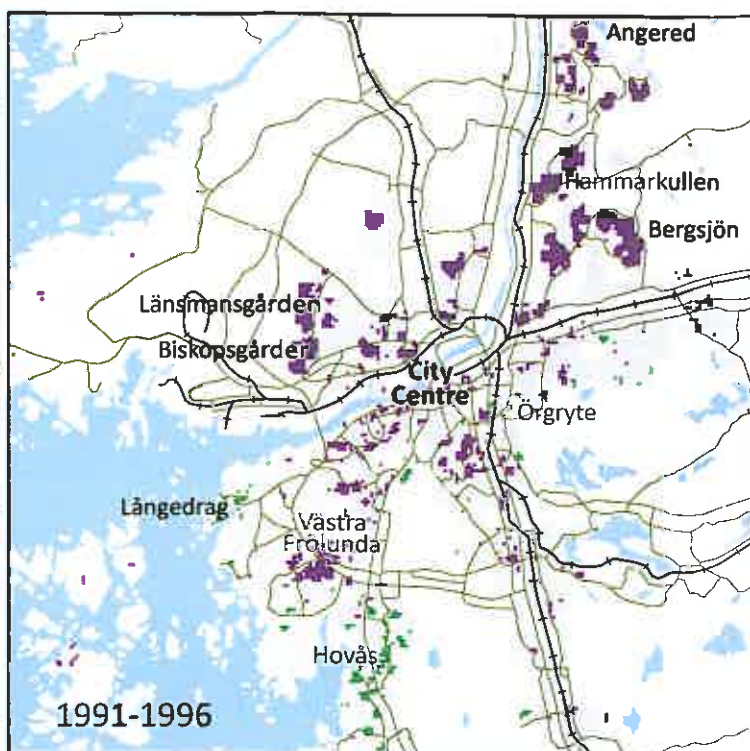 Angered
Hammarkullen
Bergsjön
Länsmansgården
Biskopsgården
City
Centre
Örgryte
Långedrag
Västra
Frölunda
Hovås
1991-1996